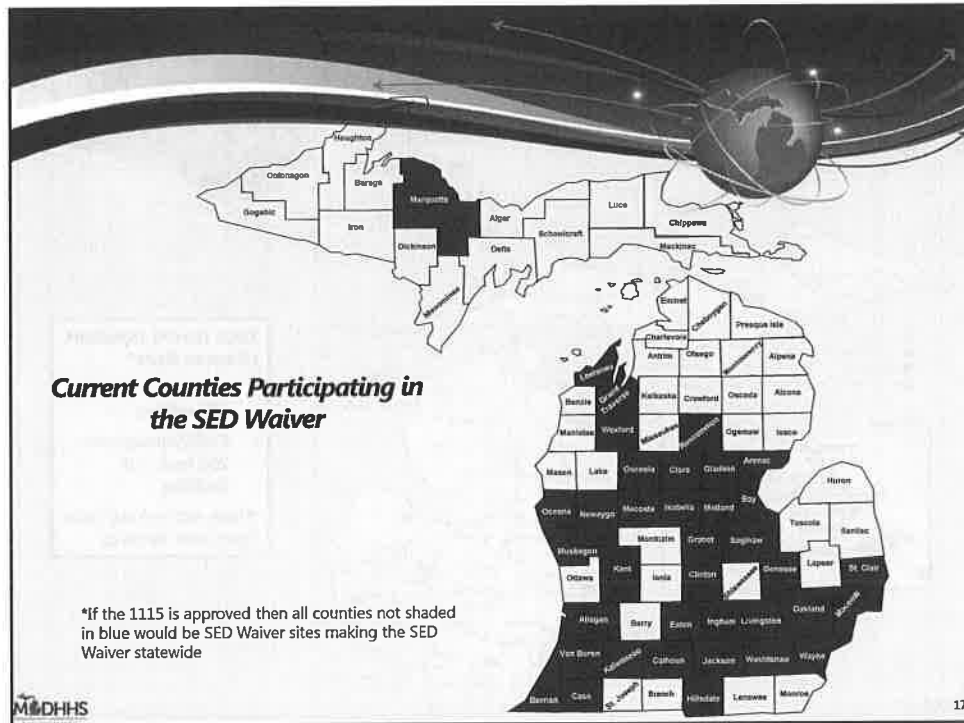 Houghton
Ontonagon
Baraga
Gogebic
Marquette
Iron
Alger
Luce
Chippewa
Schoolcraft
Mackinac
Dickinson
Delta
Menominee
Emmet
Cheboygan
Presque Isle
Charlevoix
Antrim
Otsego
Montmorency
Alpena
Leelanau
Grand Traverse
Benzie
Kalkaska
Crawford
Oscoda
Alcona
Manistee
Wexford
Missaukee
Roscommon
Ogemaw
Iosco
Current Counties Participating in
the SED Waiver
Mason
Lake
Osceola
Clare
Gladwin
Arenac
Huron
Oceana
Newaygo
Mecosta
Isabella
Midland
Bay
Tuscola
Sanilac
Muskegon
Montcalm
Gratiot
Saginaw
Ottawa
Kent
Ionia
Clinton
Shiawassee
Genesee
Lapeer
St. Clair
Allegan
Barry
Eaton
Ingham
Livingston
Oakland
Macomb
Van Buren
Kalamazoo
Calhoun
Jackson
Washtenaw
Wayne
Berrien
Cass
St. Joseph
Branch
Hillsdale
Lenawee
Monroe
*If the 1115 is approved then all counties not shaded
in blue would be SED Waiver sites making the SED
Waiver statewide
MDHHS
17